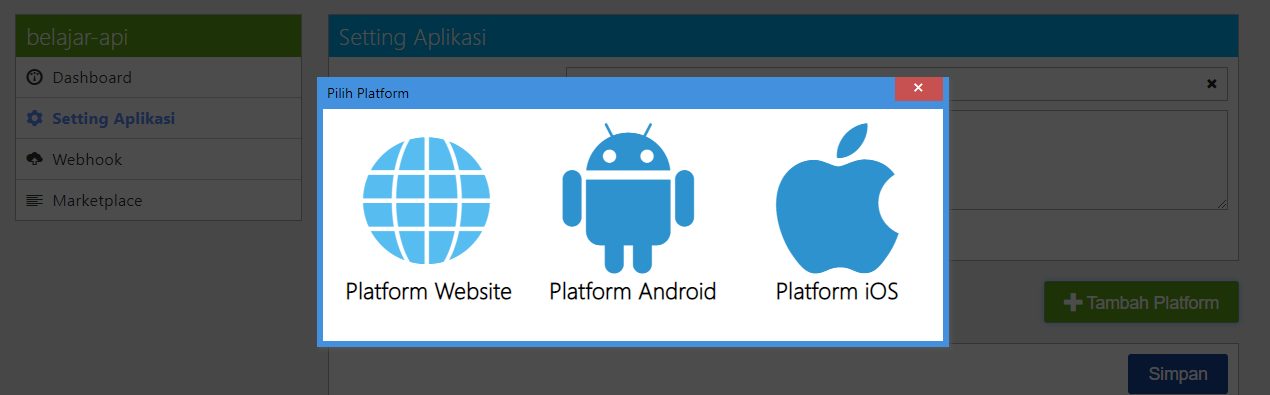 belajar-api
Dashboard
Setting Aplikasi
Webhook
Marketplace
Setting Aplikasi
Pilih Platform
Platform Website
Platform Android
Platform iOS
Tambah Platform
Simpan